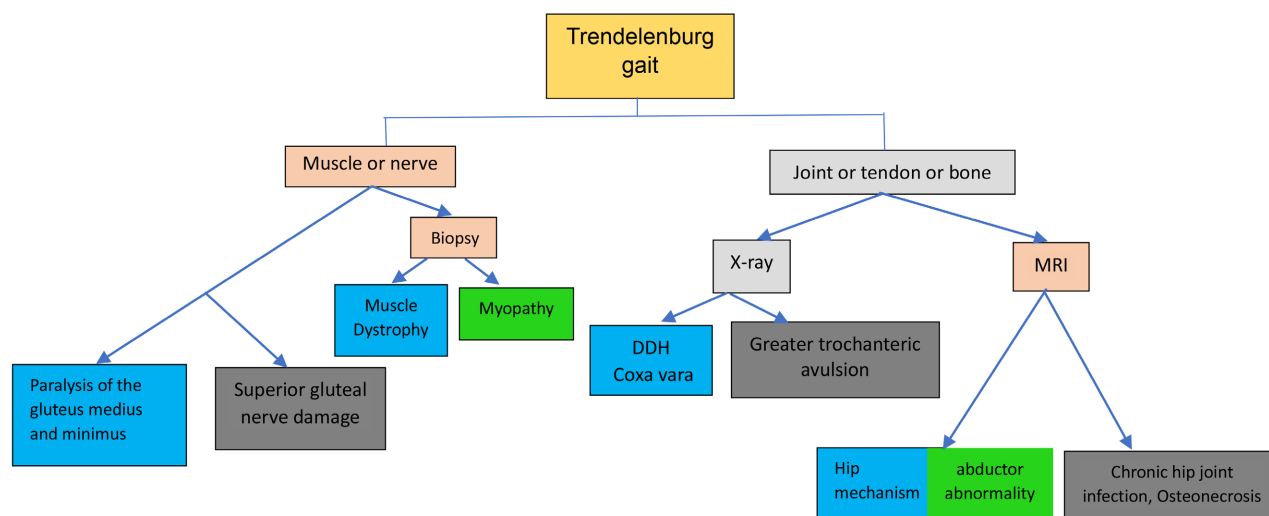 Trendelenburg
gait
Muscle or nerve
Joint or tendon or bone
Biopsy
X-ray
MRI
Muscle
Dystrophy
Myopathy
DDH
Coxa vara
Greater trochanteric
avulsion
Paralysis of the
gluteus medius
and minimus
Superior gluteal
nerve damage
Hip
mechanism
abductor
abnormality
Chronic hip joint
infection, Osteonecrosis